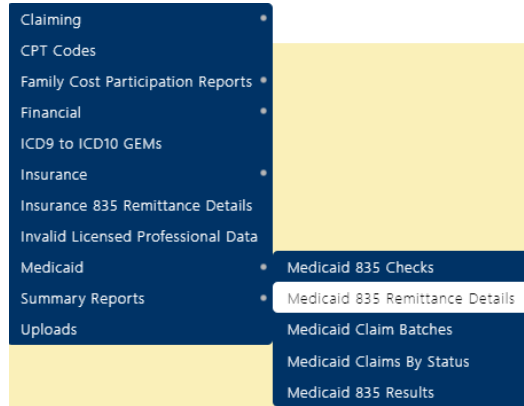 Claiming
CPT Codes
Family Cost Participation Reports
Financial
ICD9 to ICD10 GEMs
Insurance
Insurance 835 Remittance Details
Invalid Licensed Professional Data
Medicaid
Summary Reports
Uploads
Medicaid 835 Checks
Medicaid 835 Remittance Details
Medicaid Claim Batches
Medicaid Claims By Status
Medicaid 835 Results